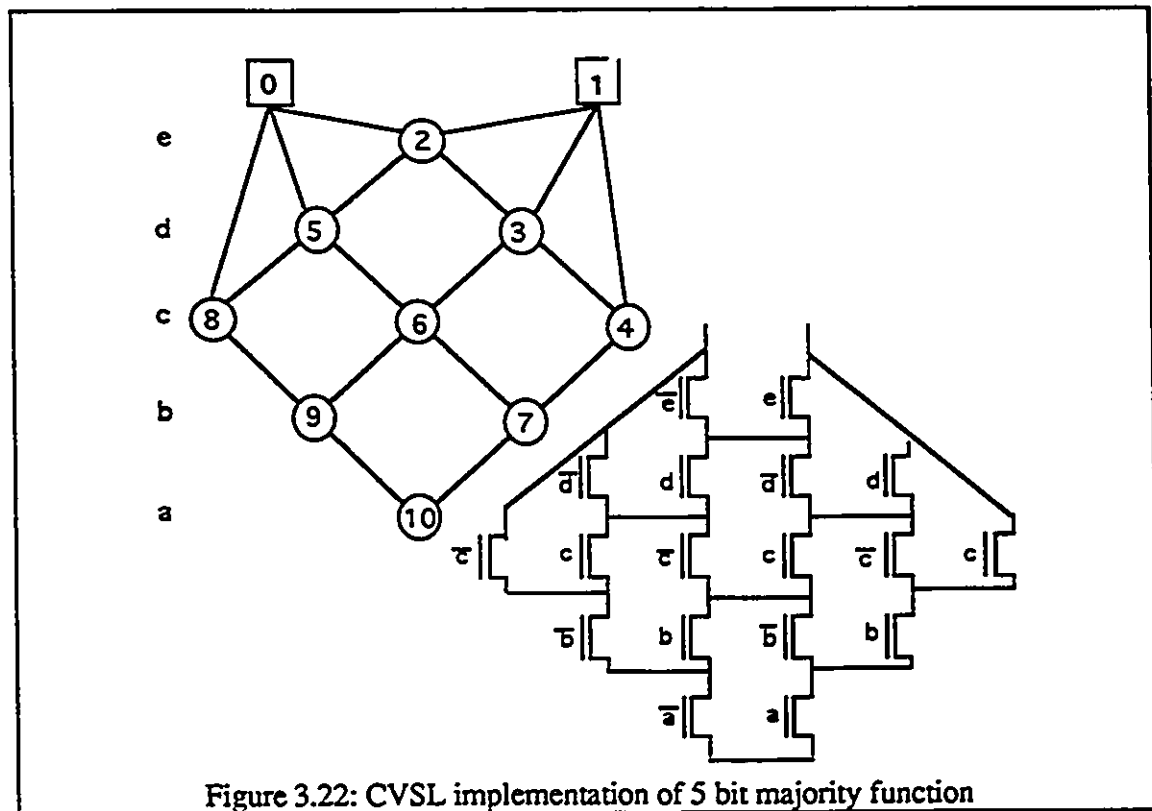 0 1
e 2
d 5 3
c 8 6 4
b 9 7
a 10
e̅ e
d̅ d d̅ d
c̅ c c̅ c c̅ c
b̅ b b̅ b
a̅ a
Figure 3.22: CVSL implementation of 5 bit majority function